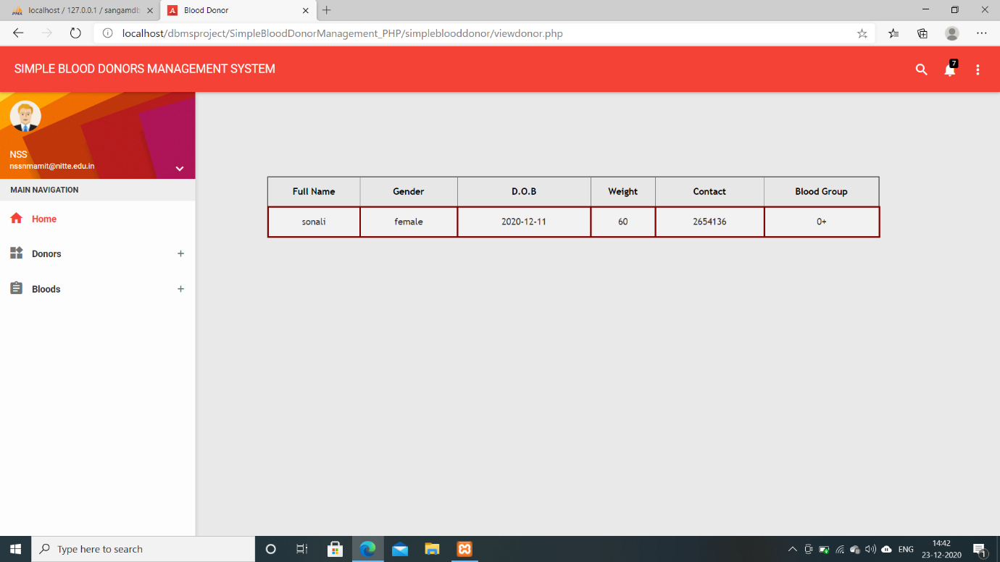 localhost / 127.0.0.1 / sangamdb
Blood Donor
localhost/dbmsproject/SimpleBloodDonorManagement_PHP/simpleblooddonor/viewdonor.php
SIMPLE BLOOD DONORS MANAGEMENT SYSTEM
7
NSS
nssnmamit@nitte.edu.in
MAIN NAVIGATION
Home
Donors +
Bloods +
Full Name Gender D.O.B Weight Contact Blood Group
sonali female 2020-12-11 60 2654136 0+
Type here to search
ENG
14:42
23-12-2020
1